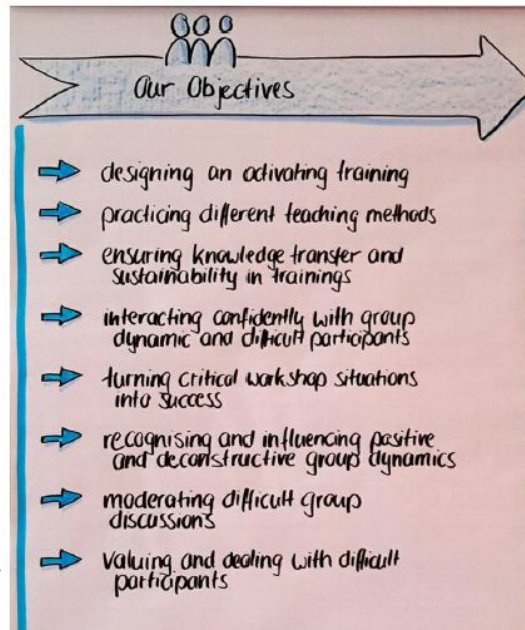 Our Objectives
designing an activating training
practicing different teaching methods
ensuring knowledge transfer and
sustainability in trainings
interacting confidently with group
dynamic and difficult participants
turning critical workshop situations
into success
recognising and influencing positive
and deconstructive group dynamics
moderating difficult group
discussions
valuing and dealing with difficult
participants